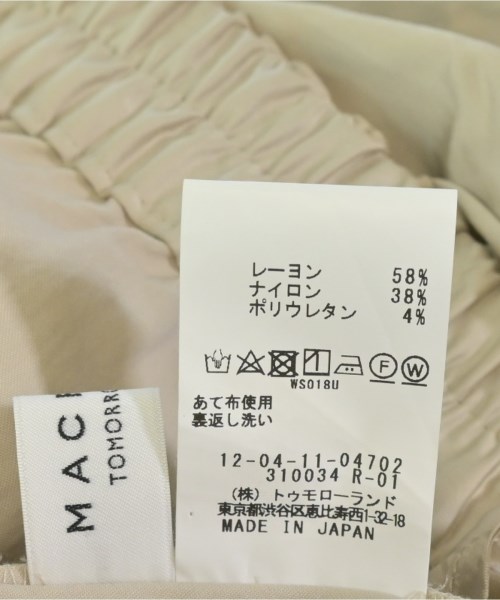 レーヨン 58%
ナイロン 38%
ポリウレタン 4%
F W
WS018U
あて布使用
裏返し洗い
12-04-11-04702
310034 R-01
(株) トゥモローランド
東京都渋谷区恵比寿西1-32-18
MADE IN JAPAN
MAC
TOMORR